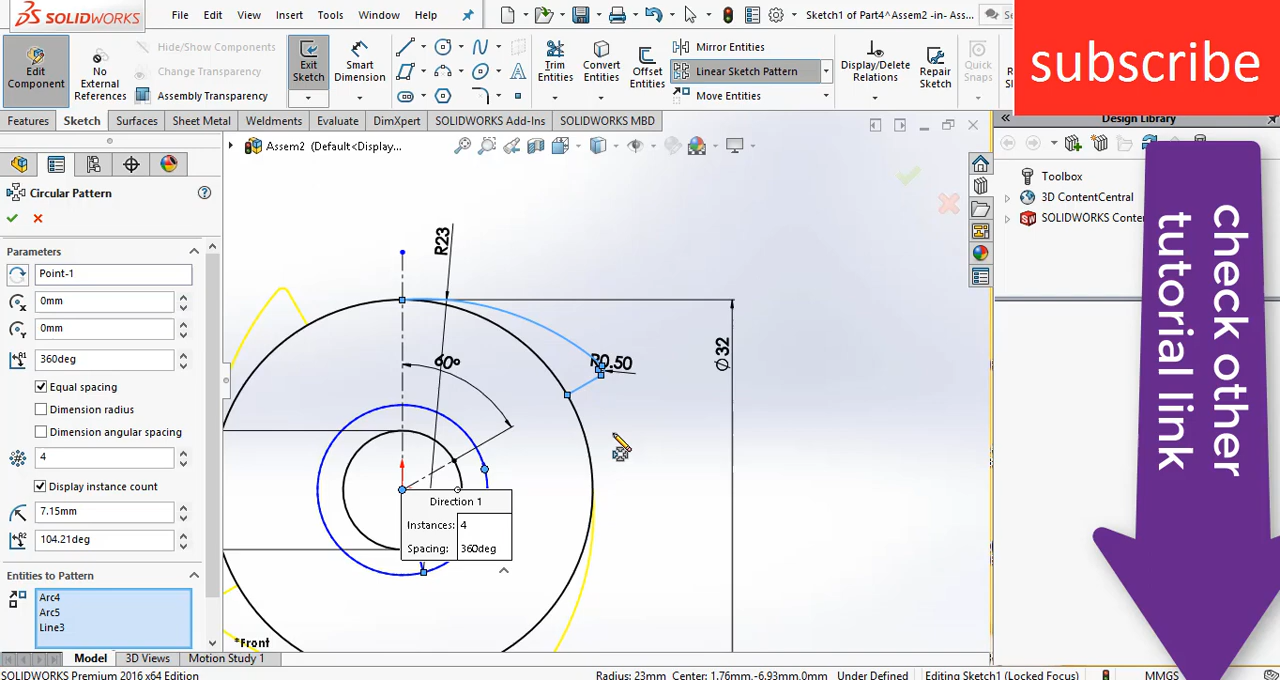 SOLIDWORKS File Edit View Insert Tools Window Help Sketch1 of Part4^Assem2 -in- Ass...
subscribe
Edit Component
No External References
Hide/Show Components
Change Transparency
Assembly Transparency
Exit Sketch
Smart Dimension
Trim Entities
Convert Entities
Offset Entities
Mirror Entities
Linear Sketch Pattern
Move Entities
Display/Delete Relations
Repair Sketch
Quick Snaps
Features Sketch Surfaces Sheet Metal Weldments Evaluate DimXpert SOLIDWORKS Add-Ins SOLIDWORKS MBD
Design Library
Assem2 (Default<Display...
Circular Pattern
Parameters
Point-1
0mm
0mm
360deg
Equal spacing
Dimension radius
Dimension angular spacing
4
Display instance count
7.15mm
104.21deg
Entities to Pattern
Arc4
Arc5
Line3
R23
60°
R0.50
Ø32
Direction 1
Instances: 4
Spacing: 360deg
*Front
Toolbox
3D ContentCentral
SOLIDWORKS Conten
check other
tutorial link
Model 3D Views Motion Study 1
SOLIDWORKS Premium 2016 x64 Edition
Radius: 23mm Center: 1.76mm,-6.93mm,0mm Under Defined Editing Sketch1 (Locked Focus) MMGS